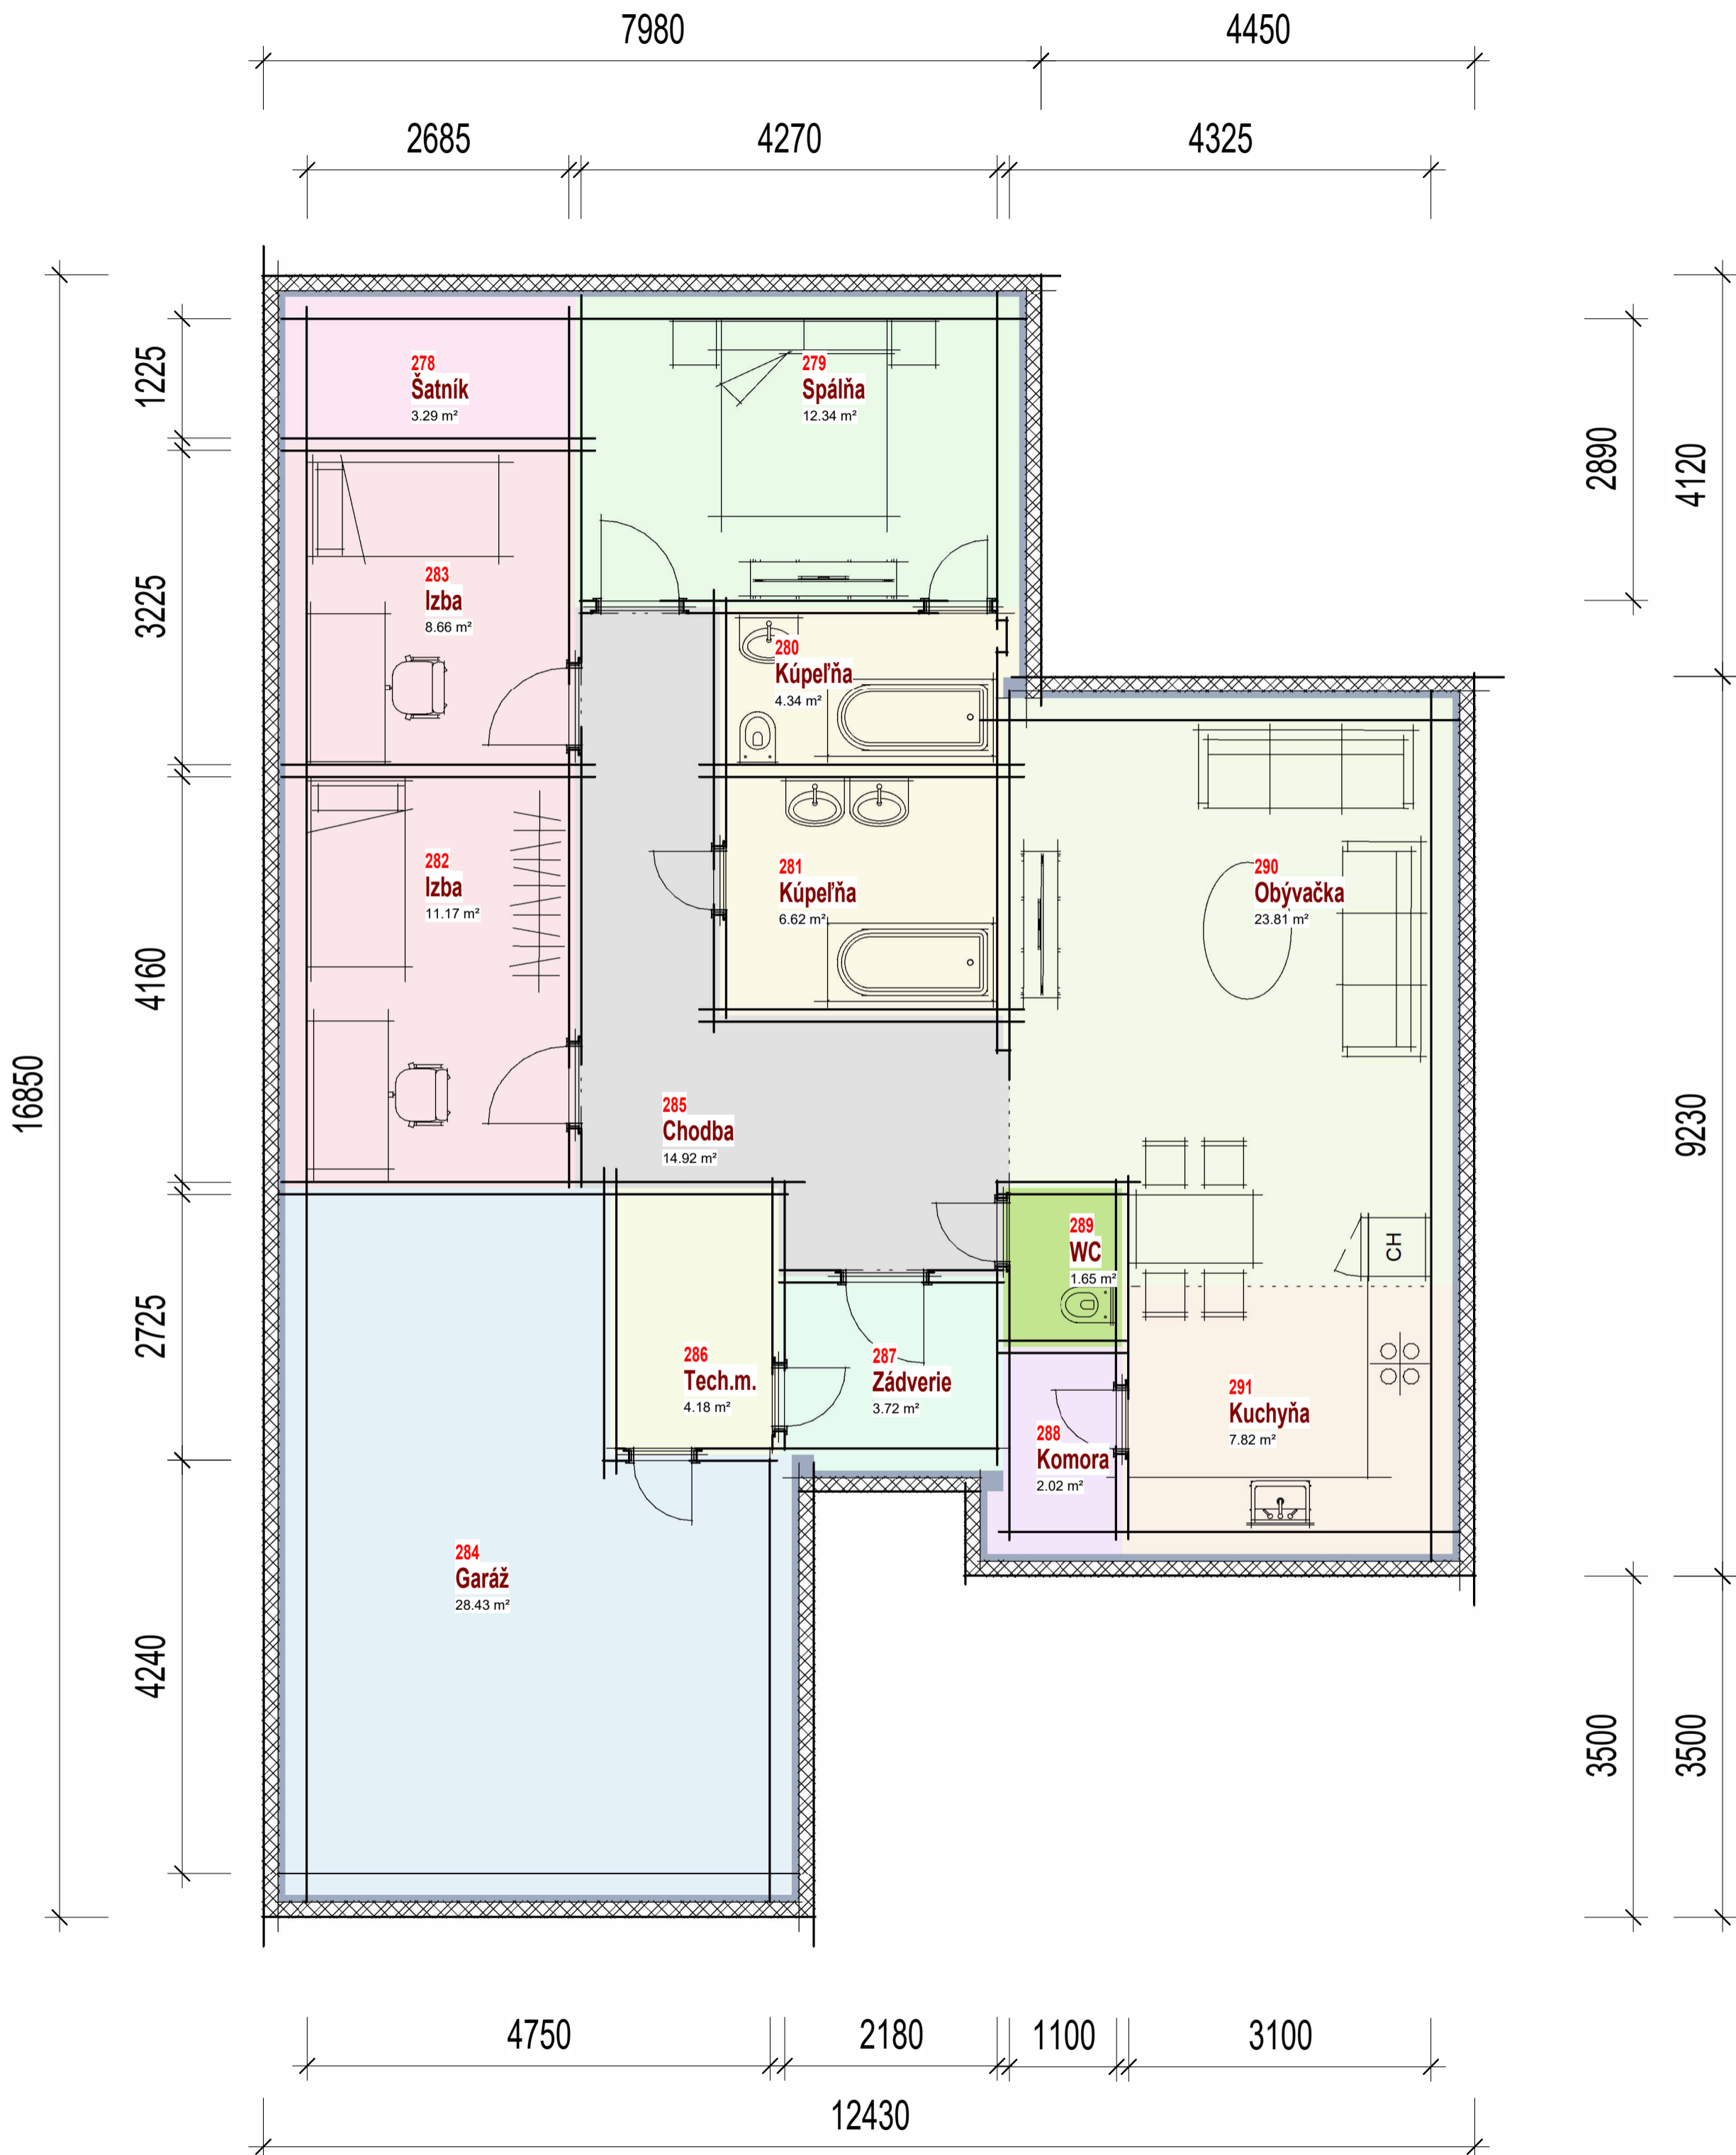 7980
4450
2685
4270
4325
1225
3225
4160
2725
4240
16850
2890
4120
9230
3500
3500
278
Šatník
3.29 m²
279
Spálňa
12.34 m²
283
Izba
8.66 m²
280
Kúpeľňa
4.34 m²
282
Izba
11.17 m²
281
Kúpeľňa
6.62 m²
290
Obývačka
23.81 m²
285
Chodba
14.92 m²
289
WC
1.65 m²
CH
286
Tech.m.
4.18 m²
287
Zádverie
3.72 m²
291
Kuchyňa
7.82 m²
288
Komora
2.02 m²
284
Garáž
28.43 m²
4750
2180
1100
3100
12430